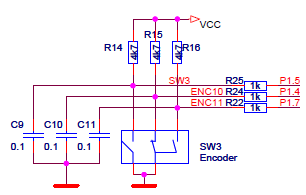 VCC
R14 R15 R16
4k7 4k7 4k7
SW3 R25 P1.5
1k
ENC10 R24 P1.4
1k
ENC11 R22 P1.7
1k
C9 C10 C11
0.1 0.1 0.1
SW3
Encoder